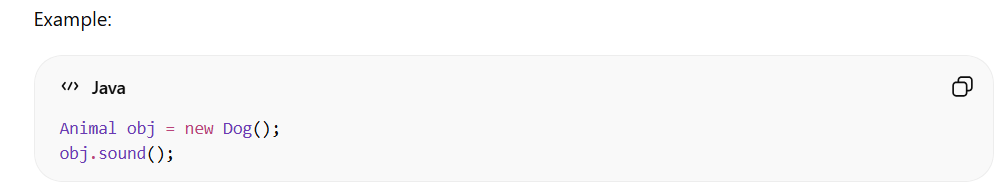 Example:
</> Java
Animal obj = new Dog();
obj.sound();